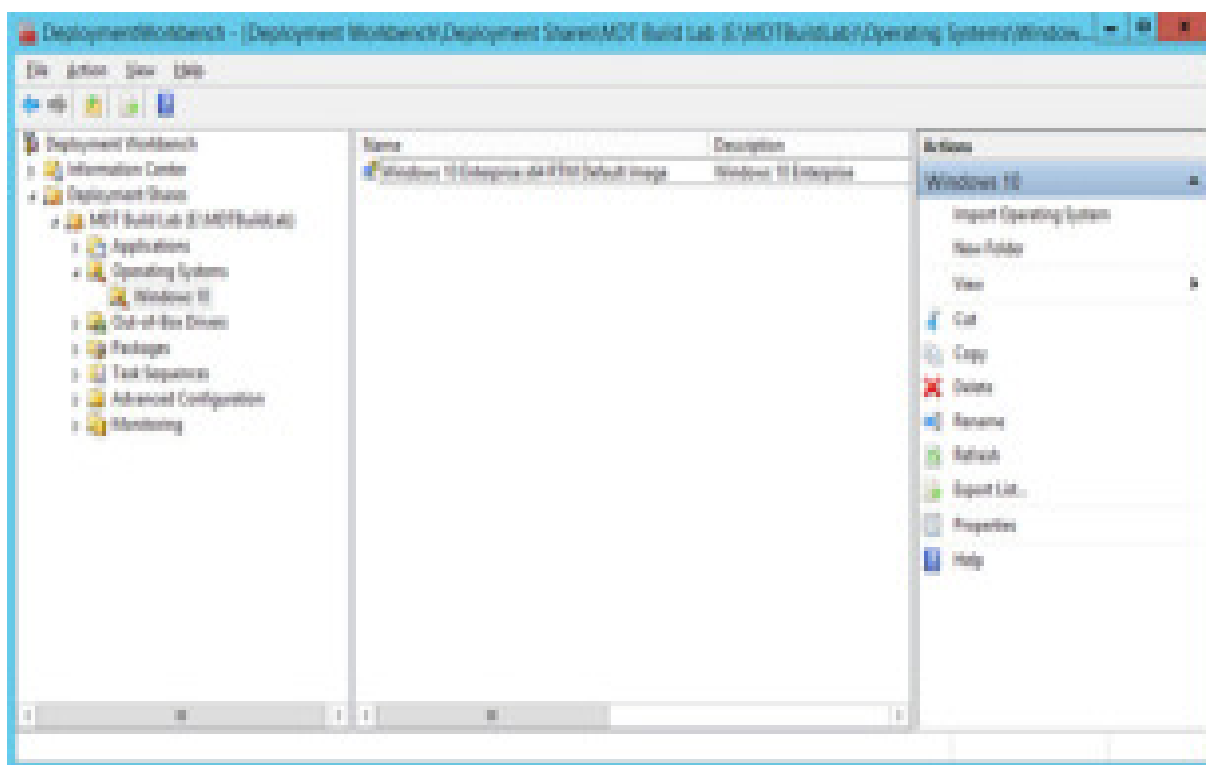 DeploymentWorkbench - [Deployment Workbench\Deployment Shares\MDT Build Lab (E:\MDTBuildLab)\Operating Systems\Window...
File Action View Help
Deployment Workbench
Information Center
Deployment Shares
MDT Build Lab (E:\MDTBuildLab)
Applications
Operating Systems
Windows 10
Out-of-Box Drivers
Packages
Task Sequences
Advanced Configuration
Monitoring
Name Description
Windows 10 Enterprise x64 RTM Default Image Windows 10 Enterprise
Actions
Windows 10
Import Operating System
New Folder
View
Cut
Copy
Delete
Rename
Refresh
Export List...
Properties
Help